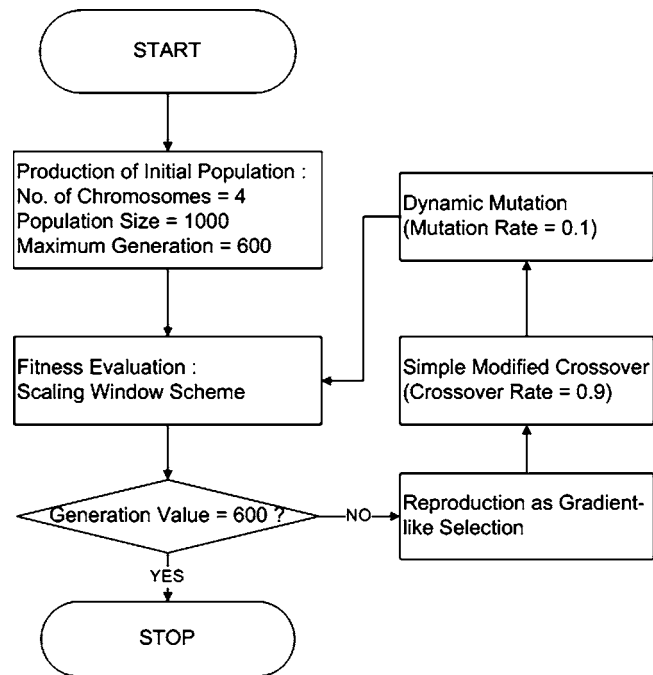 START
Production of Initial Population :
No. of Chromosomes = 4
Population Size = 1000
Maximum Generation = 600
Dynamic Mutation
(Mutation Rate = 0.1)
Fitness Evaluation :
Scaling Window Scheme
Simple Modified Crossover
(Crossover Rate = 0.9)
Generation Value = 600 ?
NO
Reproduction as Gradient-
like Selection
YES
STOP